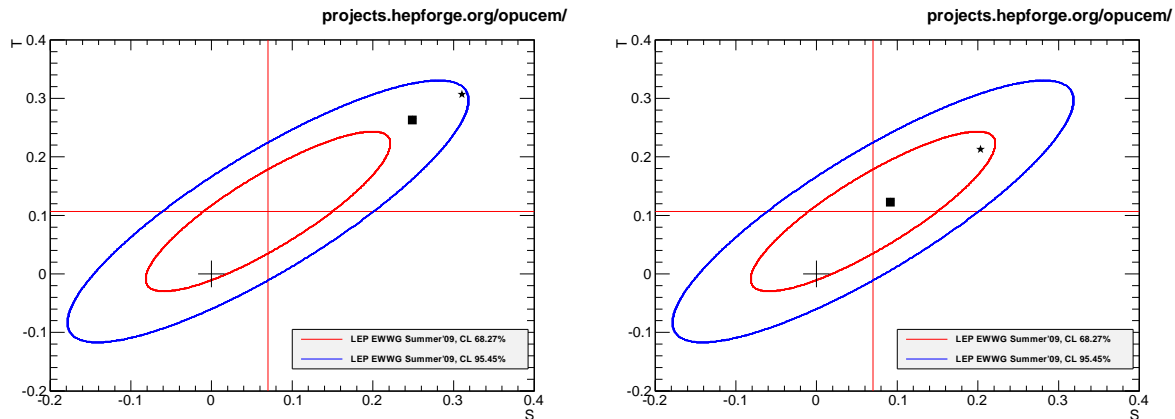 projects.hepforge.org/opucem/
T
0.4
0.3
0.2
0.1
0
-0.1
-0.2
LEP EWWG Summer'09, CL 68.27%
LEP EWWG Summer'09, CL 95.45%
-0.2 -0.1 0 0.1 0.2 0.3 0.4
S
projects.hepforge.org/opucem/
T
0.4
0.3
0.2
0.1
0
-0.1
-0.2
LEP EWWG Summer'09, CL 68.27%
LEP EWWG Summer'09, CL 95.45%
-0.2 -0.1 0 0.1 0.2 0.3 0.4
S